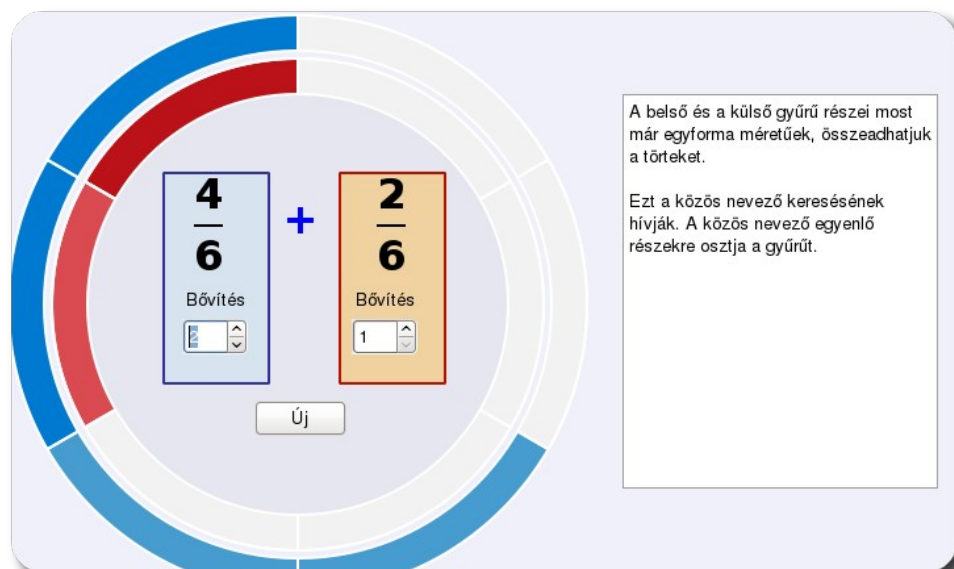 4
6
+
2
6
Bővítés
Bővítés
2
1
Új
A belső és a külső gyűrű részei most
már egyforma méretűek, összeadhatjuk
a törteket.
Ezt a közös nevező keresésének
hívják. A közös nevező egyenlő
részekre osztja a gyűrűt.